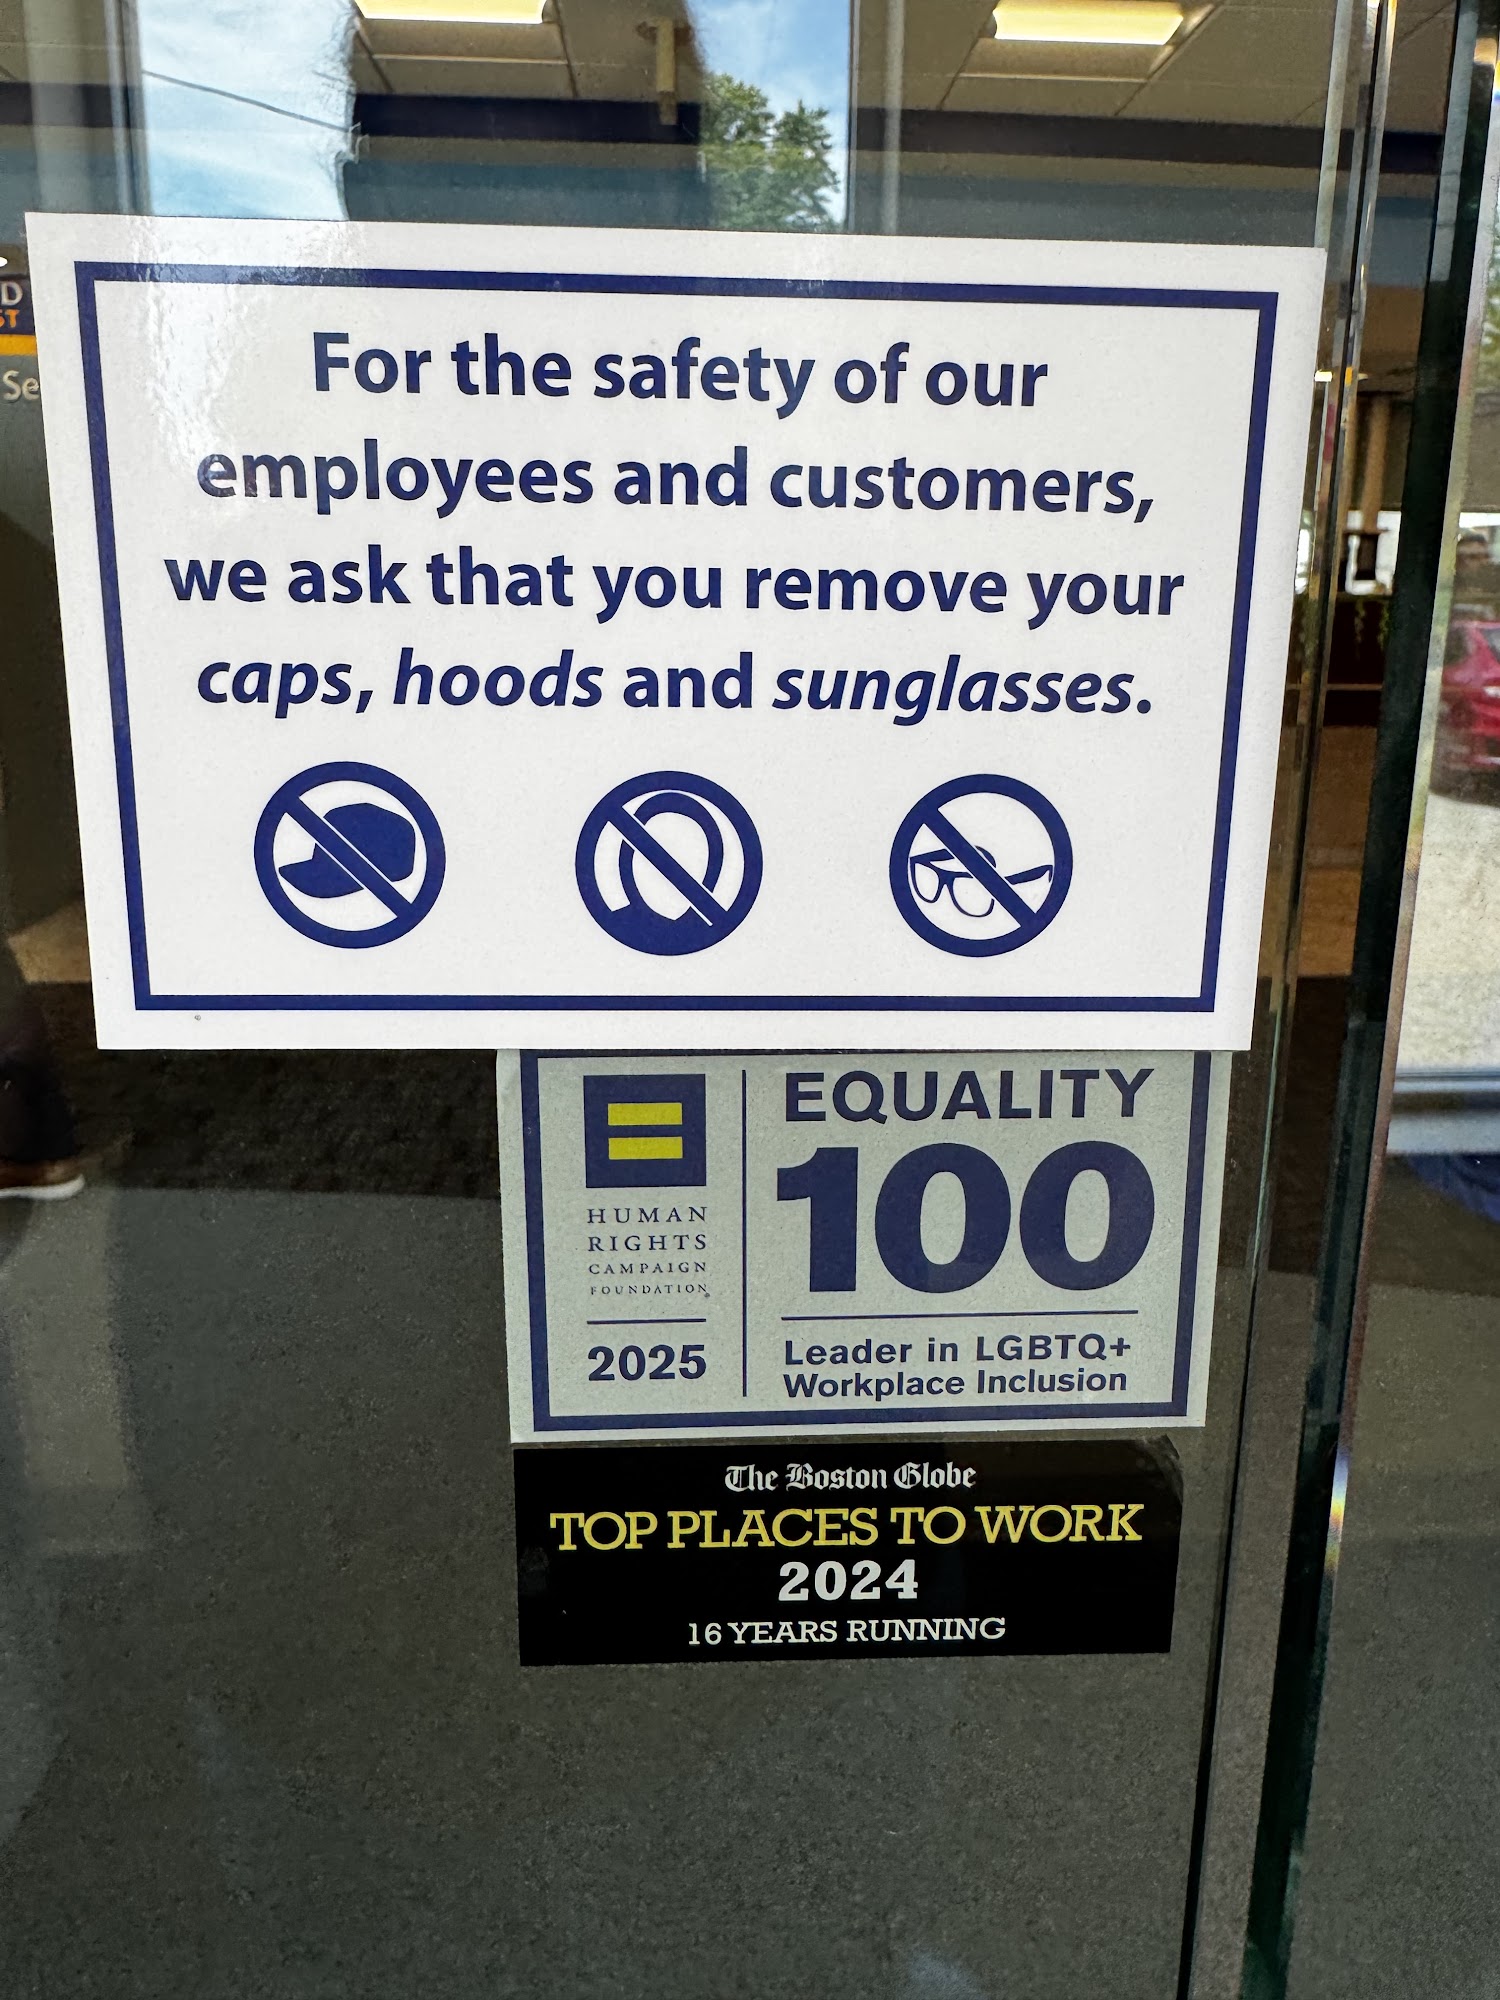 D
ST
Se
For the safety of our
employees and customers,
we ask that you remove your
caps, hoods and sunglasses.
EQUALITY
100
HUMAN
RIGHTS
CAMPAIGN
FOUNDATION®
2025
Leader in LGBTQ+
Workplace Inclusion
The Boston Globe
TOP PLACES TO WORK
2024
16 YEARS RUNNING